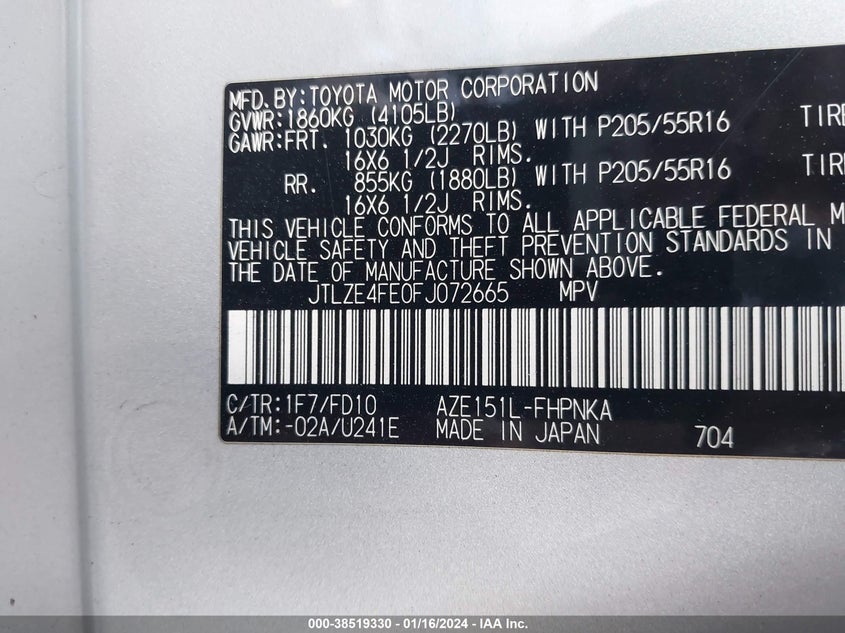 MFD.BY:TOYOTA MOTOR CORPORATION
GVWR:1860KG (4105LB)
GAWR:FRT. 1030KG (2270LB) WITH P205/55R16 TIRE
16X6 1/2J RIMS.
RR. 855KG (1880LB) WITH P205/55R16 TIRE
16X6 1/2J RIMS.
THIS VEHICLE CONFORMS TO ALL APPLICABLE FEDERAL M
VEHICLE SAFETY AND THEFT PREVENTION STANDARDS IN
THE DATE OF MANUFACTURE SHOWN ABOVE.
JTLZE4FE0FJ072665 MPV
C/TR:1F7/FD10 AZE151L-FHPNKA
A/TM:-02A/U241E MADE IN JAPAN 704
000-38519330 - 01/16/2024 - IAA Inc.